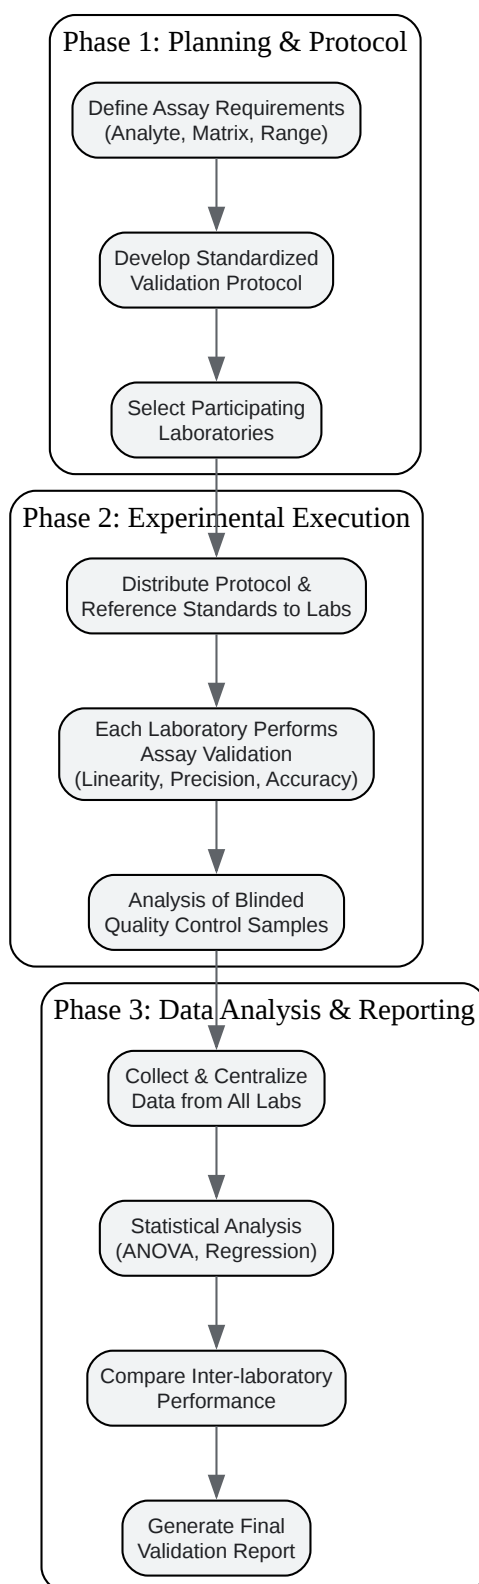 Phase 1: Planning & Protocol
Define Assay Requirements
(Analyte, Matrix, Range)
Develop Standardized
Validation Protocol
Select Participating
Laboratories
Phase 2: Experimental Execution
Distribute Protocol &
Reference Standards to Labs
Each Laboratory Performs
Assay Validation
(Linearity, Precision, Accuracy)
Analysis of Blinded
Quality Control Samples
Phase 3: Data Analysis & Reporting
Collect & Centralize
Data from All Labs
Statistical Analysis
(ANOVA, Regression)
Compare Inter-laboratory
Performance
Generate Final
Validation Report